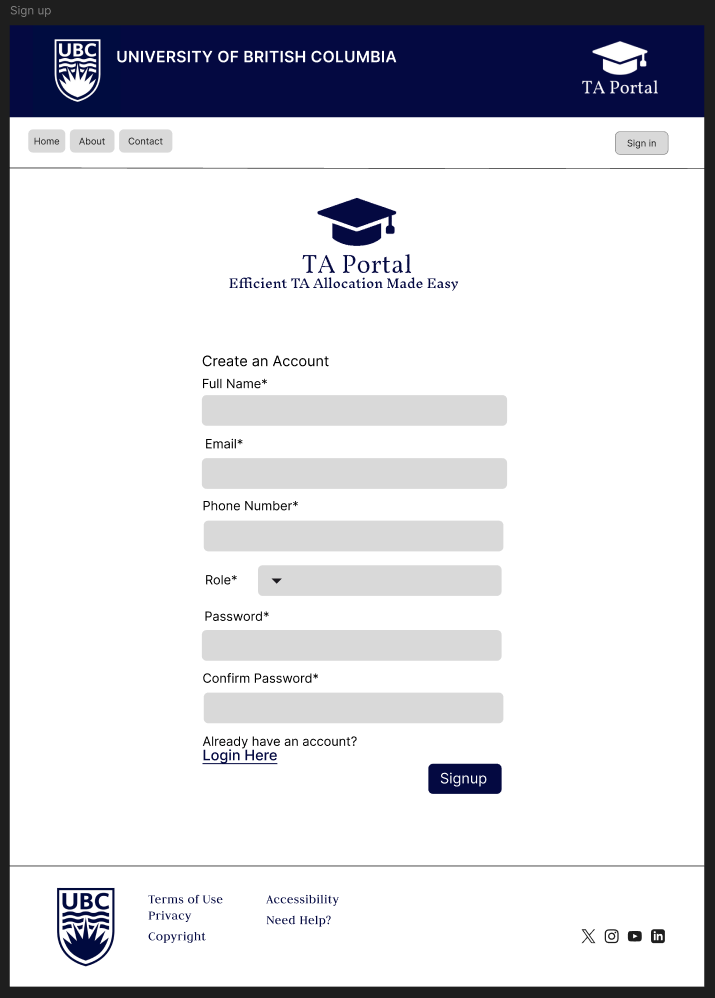 Sign up
UBC
UNIVERSITY OF BRITISH COLUMBIA
TA Portal
Home
About
Contact
Sign in
TA Portal
Efficient TA Allocation Made Easy
Create an Account
Full Name*
Email*
Phone Number*
Role*
Password*
Confirm Password*
Already have an account?
Login Here
Signup
UBC
Terms of Use
Privacy
Copyright
Accessibility
Need Help?